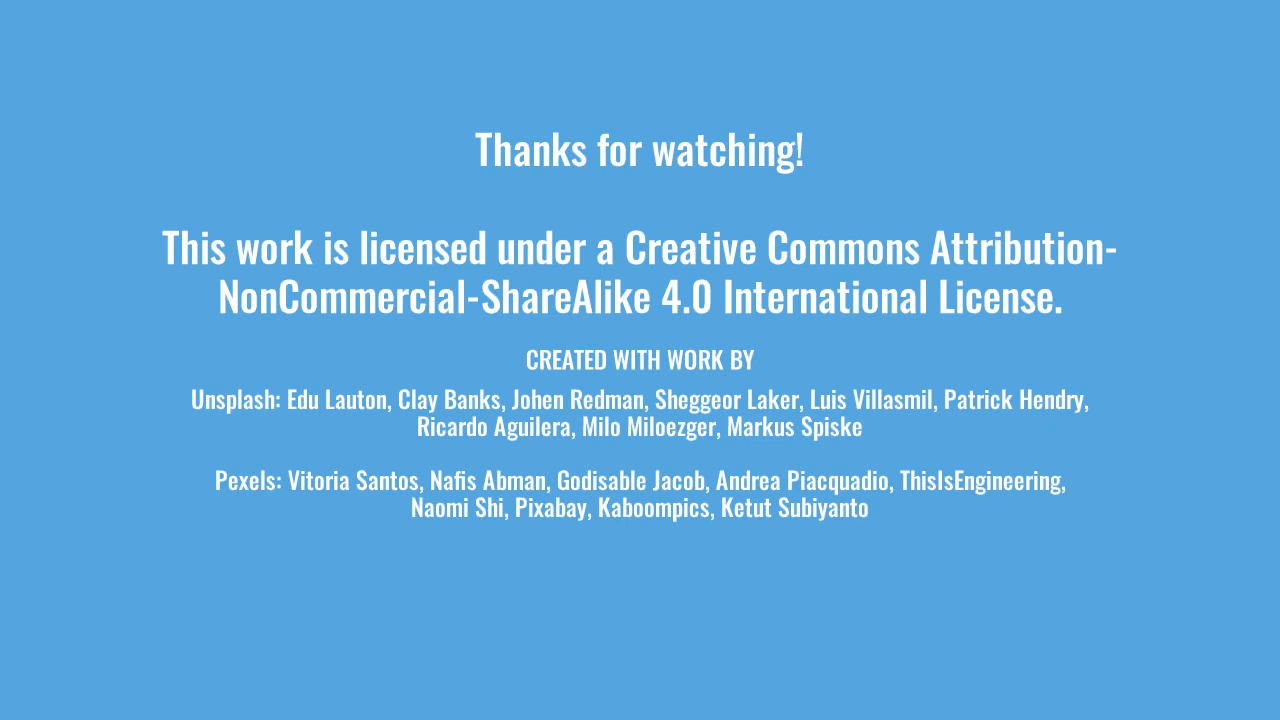 Thanks for watching!
This work is licensed under a Creative Commons Attribution-
NonCommercial-ShareAlike 4.0 International License.
CREATED WITH WORK BY
Unsplash: Edu Lauton, Clay Banks, Johen Redman, Sheggeor Laker, Luis Villasmil, Patrick Hendry,
Ricardo Aguilera, Milo Miloezger, Markus Spiske
Pexels: Vitoria Santos, Nafis Abman, Godisable Jacob, Andrea Piacquadio, ThisIsEngineering,
Naomi Shi, Pixabay, Kaboompics, Ketut Subiyanto